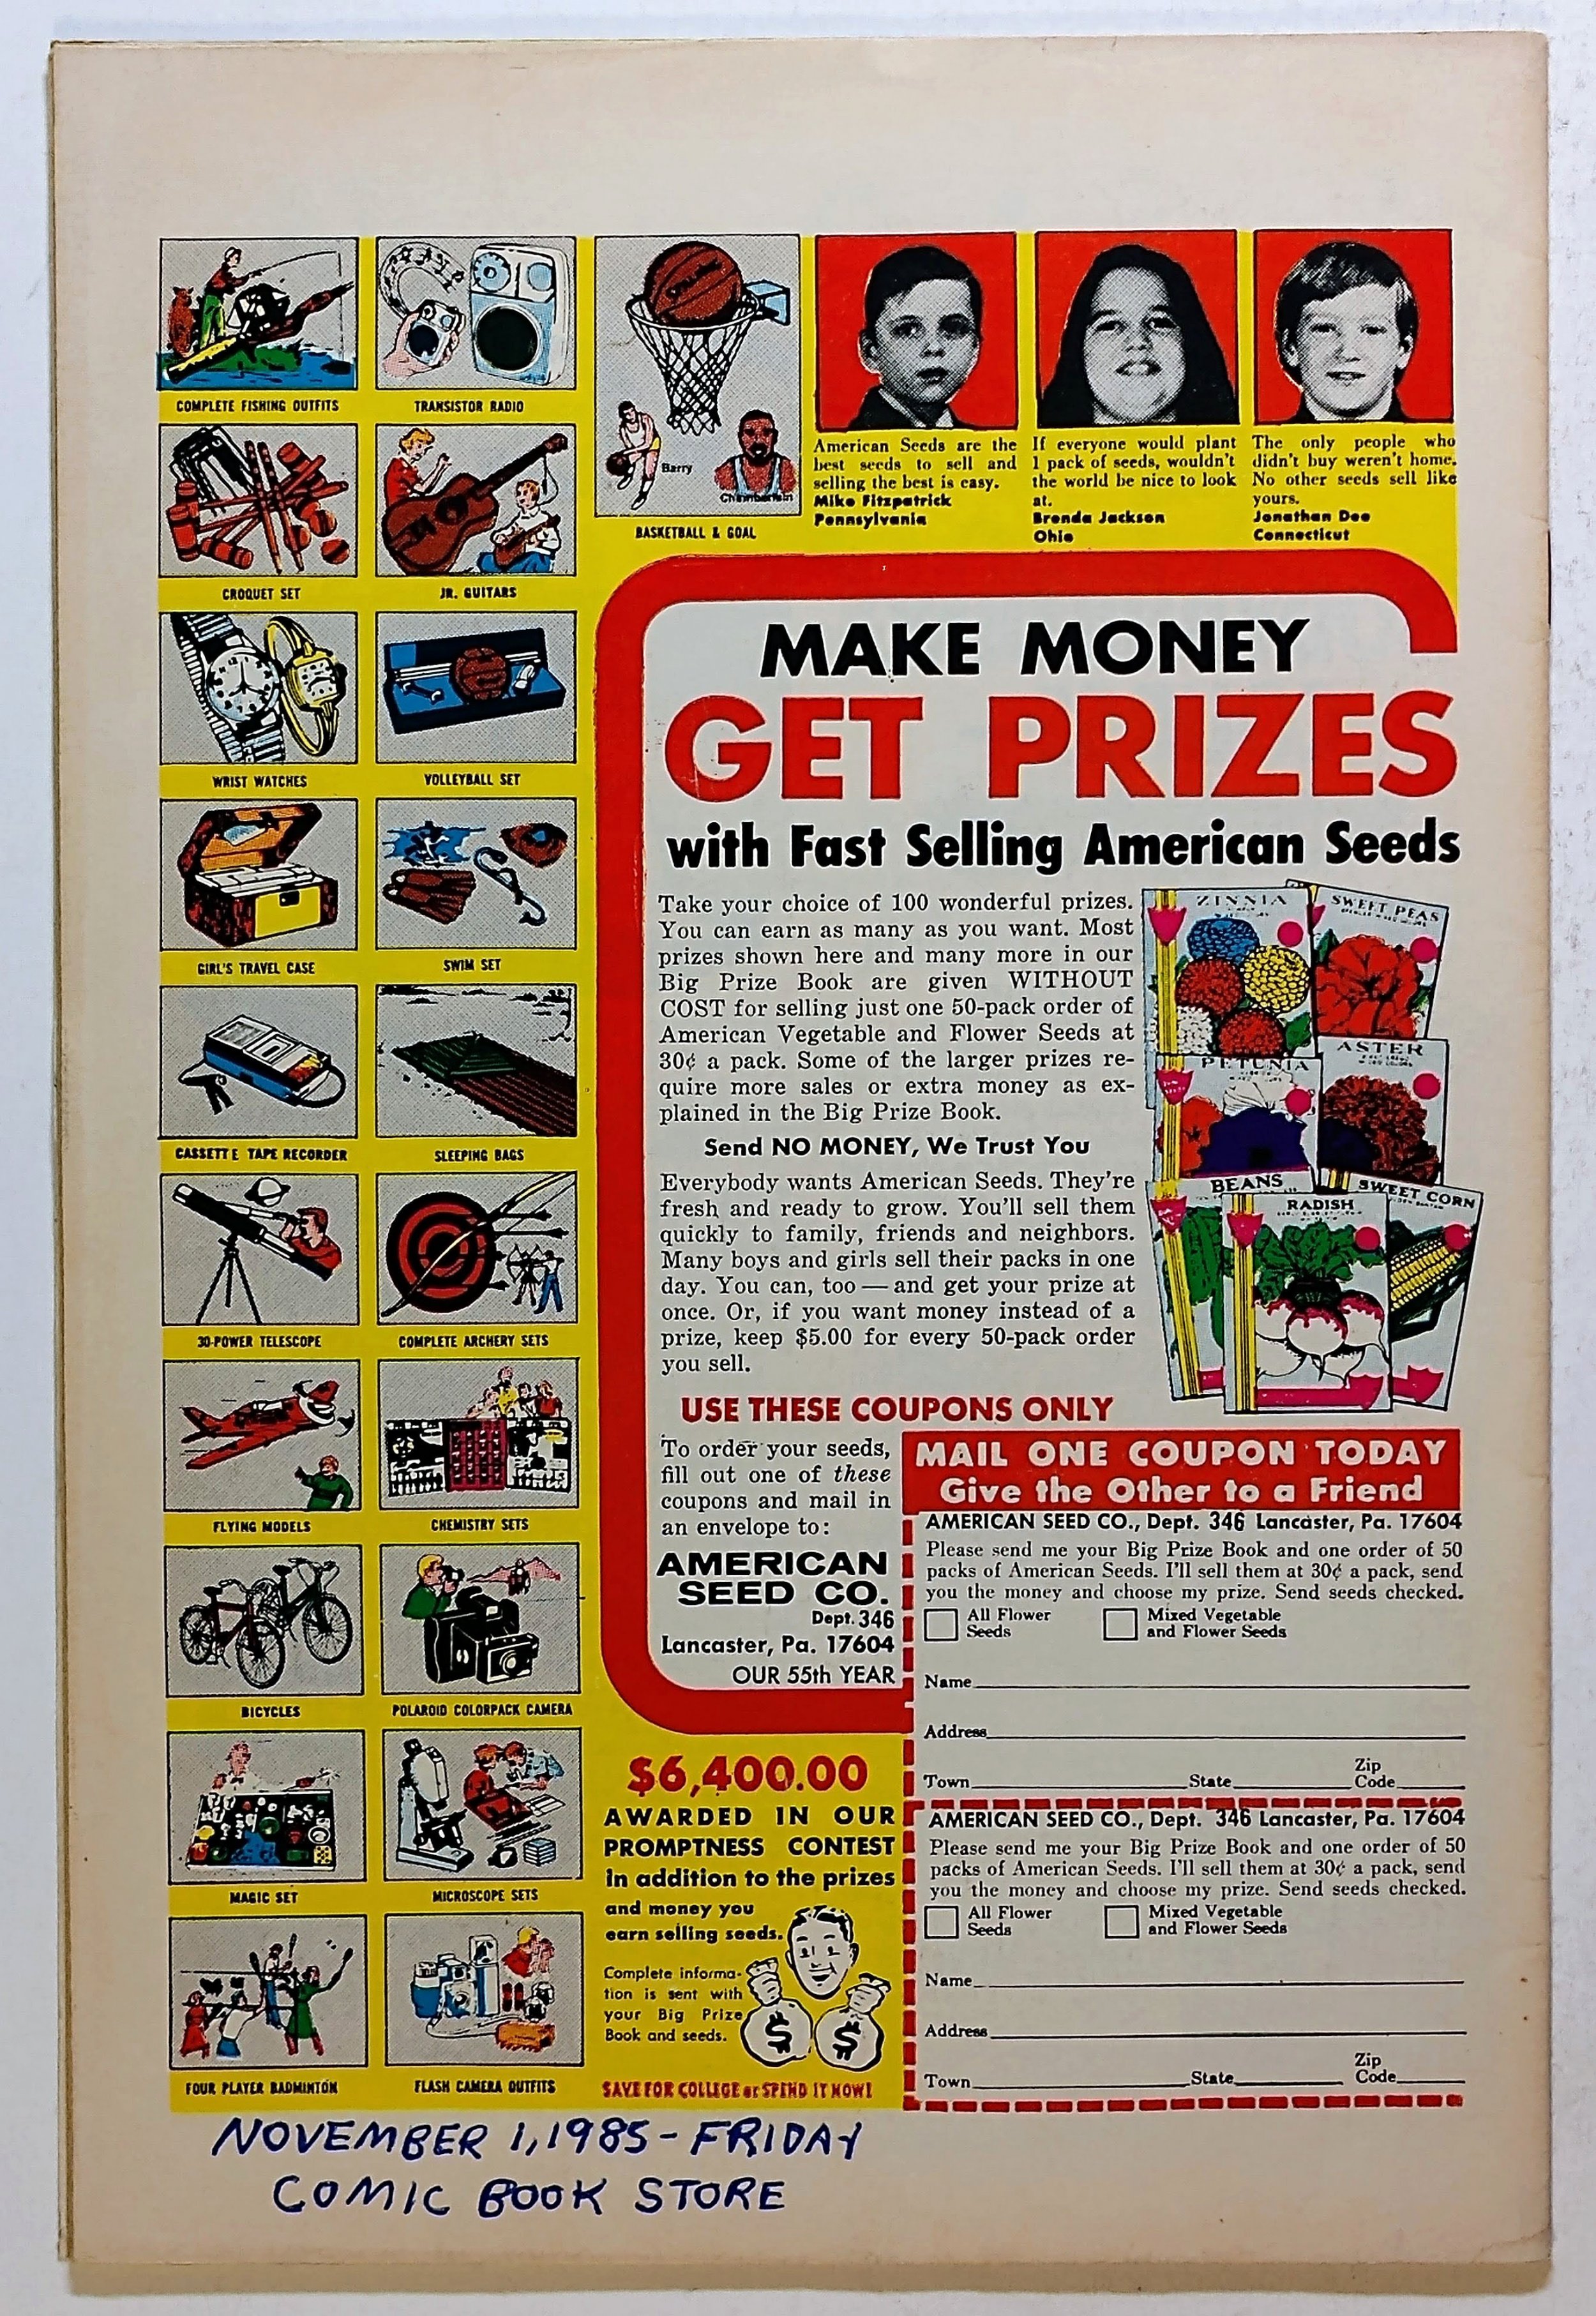 COMPLETE FISHING OUTFITS
TRANSISTOR RADIO
CROQUET SET
JR. GUITARS
WRIST WATCHES
VOLLEYBALL SET
GIRL'S TRAVEL CASE
SWIM SET
CASSETTE TAPE RECORDER
SLEEPING BAGS
30-POWER TELESCOPE
COMPLETE ARCHERY SETS
FLYING MODELS
CHEMISTRY SETS
BICYCLES
POLAROID COLORPACK CAMERA
MAGIC SET
MICROSCOPE SETS
FOUR PLAYER BADMINTON
FLASH CAMERA OUTFITS
Barry
Chamberlain
BASKETBALL & GOAL
American Seeds are the
best seeds to sell and
selling the best is easy.
Mike Fitzpatrick
Pennsylvania
If everyone would plant
1 pack of seeds, wouldn't
the world be nice to look
at.
Brenda Jackson
Ohio
The only people who
didn't buy weren't home.
No other seeds sell like
yours.
Jonathan Dee
Connecticut
MAKE MONEY
GET PRIZES
with Fast Selling American Seeds
Take your choice of 100 wonderful prizes.
You can earn as many as you want. Most
prizes shown here and many more in our
Big Prize Book are given WITHOUT
COST for selling just one 50-pack order of
American Vegetable and Flower Seeds at
30¢ a pack. Some of the larger prizes re-
quire more sales or extra money as ex-
plained in the Big Prize Book.
Send NO MONEY, We Trust You
Everybody wants American Seeds. They're
fresh and ready to grow. You'll sell them
quickly to family, friends and neighbors.
Many boys and girls sell their packs in one
day. You can, too — and get your prize at
once. Or, if you want money instead of a
prize, keep $5.00 for every 50-pack order
you sell.
ZINNIA
SWEET PEAS
PETUNIA
ASTER
BEANS
RADISH
SWEET CORN
USE THESE COUPONS ONLY
To order your seeds,
fill out one of these
coupons and mail in
an envelope to:
AMERICAN
SEED CO.
Dept. 346
Lancaster, Pa. 17604
OUR 55th YEAR
MAIL ONE COUPON TODAY
Give the Other to a Friend
AMERICAN SEED CO., Dept. 346 Lancaster, Pa. 17604
Please send me your Big Prize Book and one order of 50
packs of American Seeds. I'll sell them at 30¢ a pack, send
you the money and choose my prize. Send seeds checked.
All Flower Seeds
Mixed Vegetable and Flower Seeds
Name
Address
Town State Zip Code
AMERICAN SEED CO., Dept. 346 Lancaster, Pa. 17604
Please send me your Big Prize Book and one order of 50
packs of American Seeds. I'll sell them at 30¢ a pack, send
you the money and choose my prize. Send seeds checked.
All Flower Seeds
Mixed Vegetable and Flower Seeds
Name
Address
Town State Zip Code
$6,400.00
AWARDED IN OUR
PROMPTNESS CONTEST
in addition to the prizes
and money you
earn selling seeds.
Complete informa-
tion is sent with
your Big Prize
Book and seeds.
$ $
SAVE FOR COLLEGE or SPEND IT NOW!
NOVEMBER 1, 1985 - FRIDAY
COMIC BOOK STORE